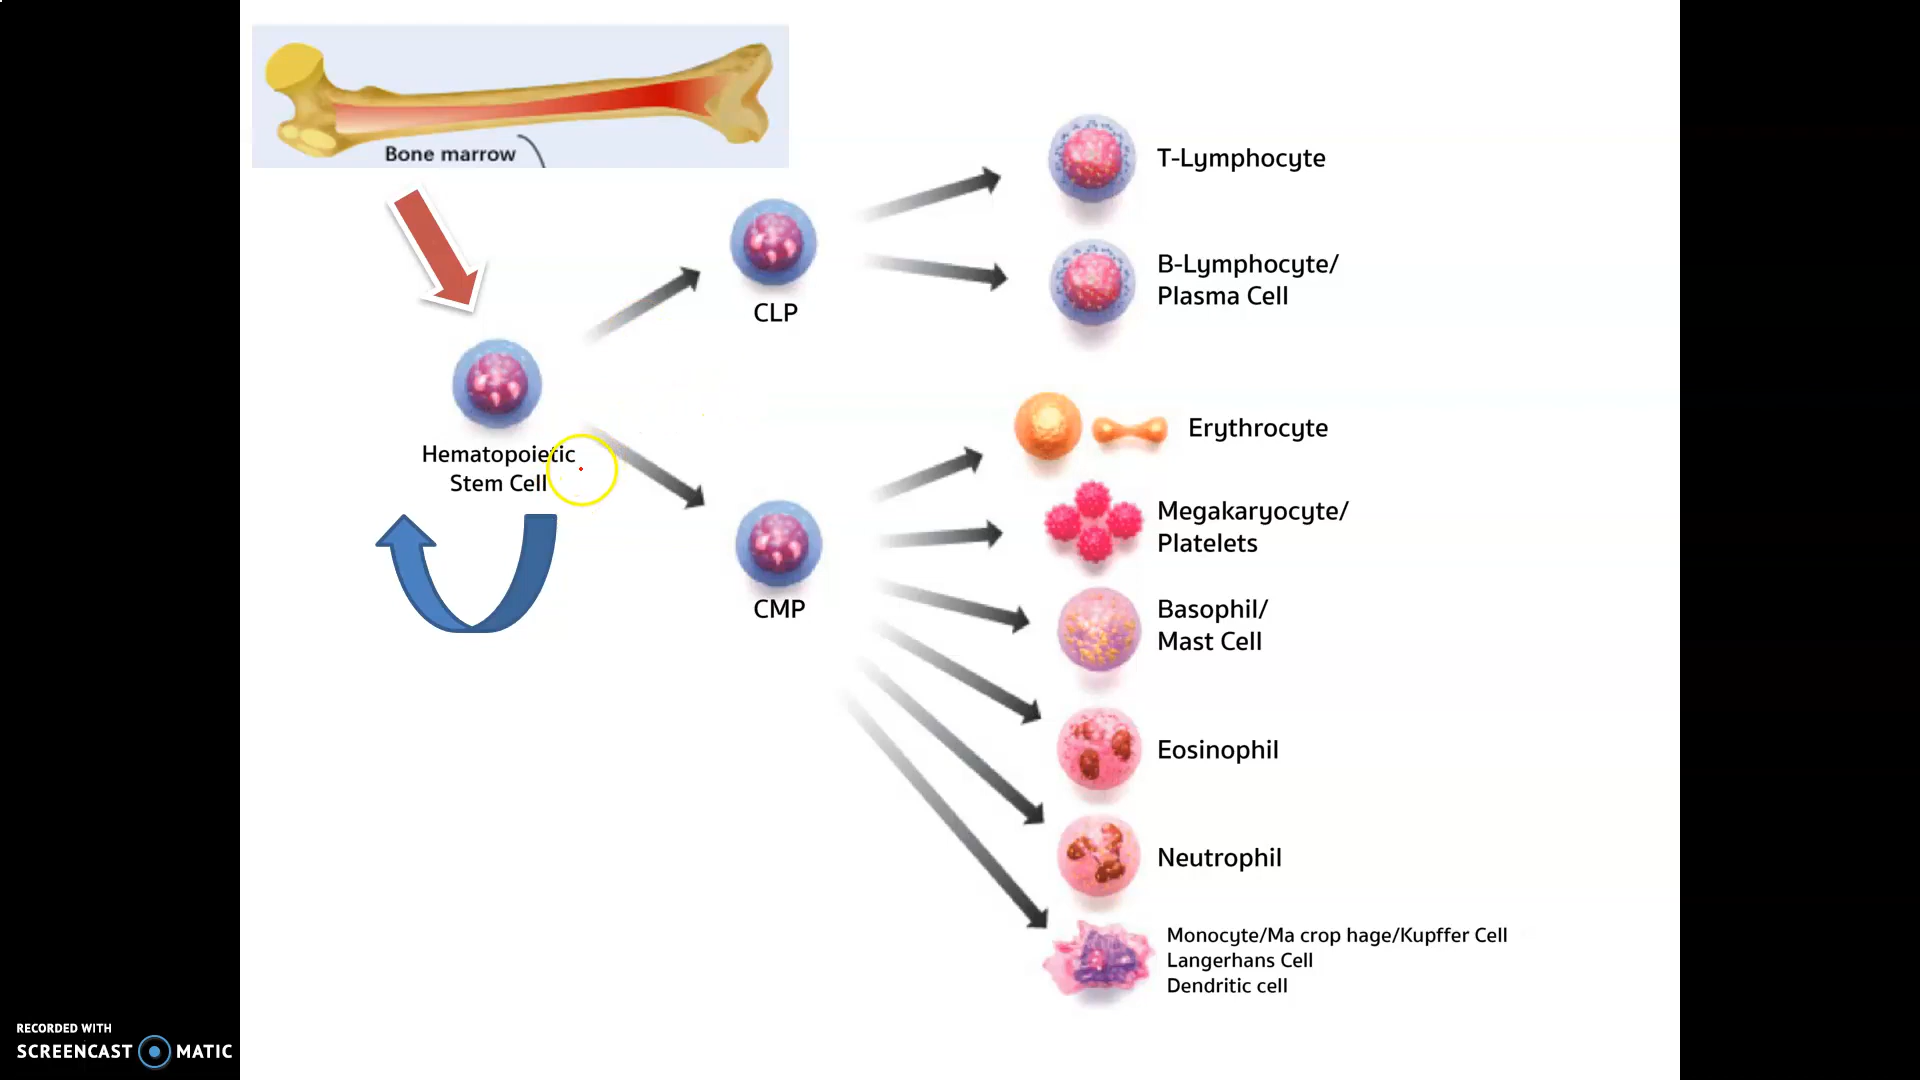 Bone marrow
T-Lymphocyte
B-Lymphocyte/
Plasma Cell
CLP
Hematopoietic
Stem Cell
Erythrocyte
Megakaryocyte/
Platelets
CMP
Basophil/
Mast Cell
Eosinophil
Neutrophil
Monocyte/Ma crop hage/Kupffer Cell
Langerhans Cell
Dendritic cell
RECORDED WITH
SCREENCAST MATIC